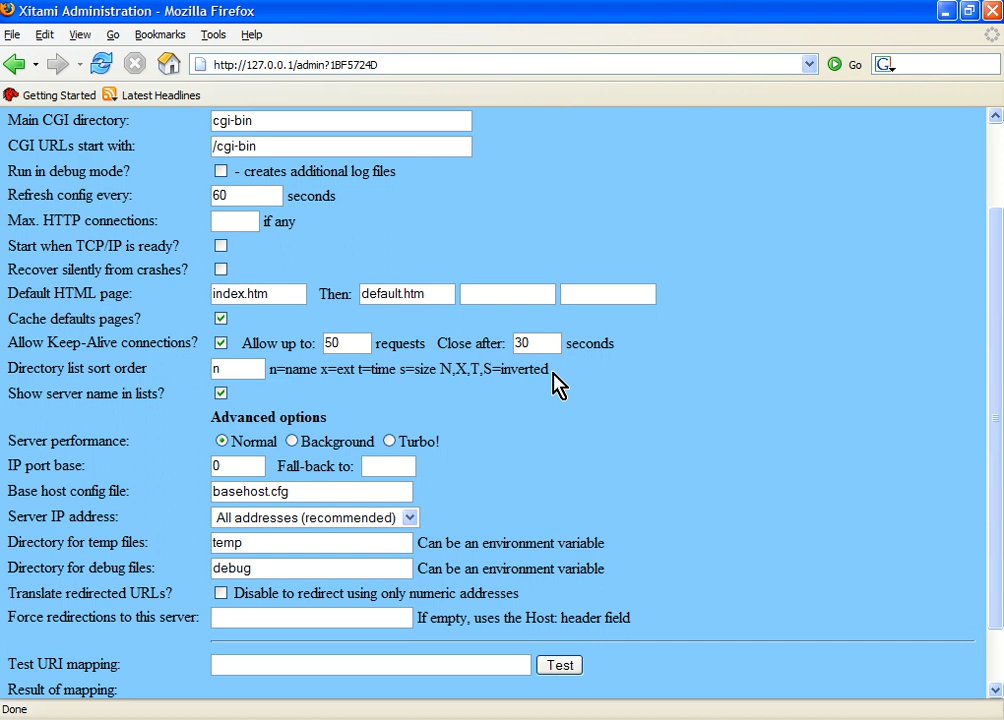 Xitami Administration - Mozilla Firefox
File Edit View Go Bookmarks Tools Help
http://127.0.0.1/admin?1BF5724D Go G
Getting Started Latest Headlines
Main CGI directory: cgi-bin
CGI URLs start with: /cgi-bin
Run in debug mode? - creates additional log files
Refresh config every: 60 seconds
Max. HTTP connections: if any
Start when TCP/IP is ready?
Recover silently from crashes?
Default HTML page: index.htm Then: default.htm
Cache defaults pages?
Allow Keep-Alive connections? Allow up to: 50 requests Close after: 30 seconds
Directory list sort order n n=name x=ext t=time s=size N,X,T,S=inverted
Show server name in lists?
Advanced options
Server performance: Normal Background Turbo!
IP port base: 0 Fall-back to:
Base host config file: basehost.cfg
Server IP address: All addresses (recommended)
Directory for temp files: temp Can be an environment variable
Directory for debug files: debug Can be an environment variable
Translate redirected URLs? Disable to redirect using only numeric addresses
Force redirections to this server: If empty, uses the Host: header field
Test URI mapping: Test
Result of mapping:
Done